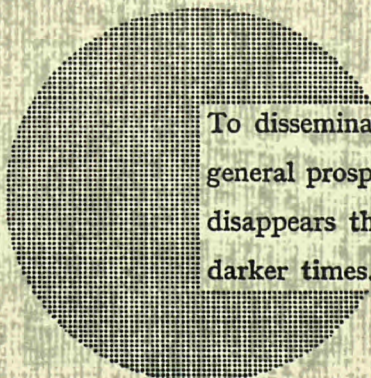 To dissemina
general prosp
disappears th
darker times.